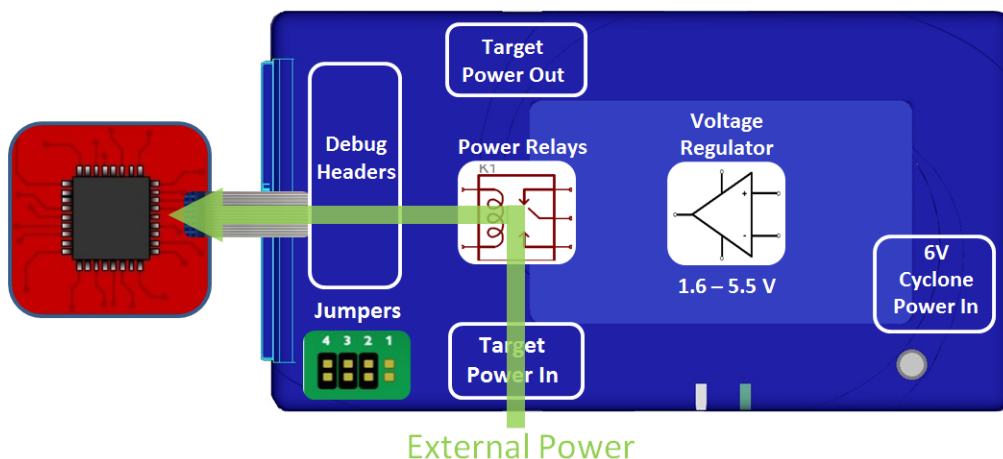 Target
Power Out
Debug
Headers
Power Relays
K1
Voltage
Regulator
+
-
1.6 – 5.5 V
6V
Cyclone
Power In
Jumpers
4 3 2 1
Target
Power In
External Power